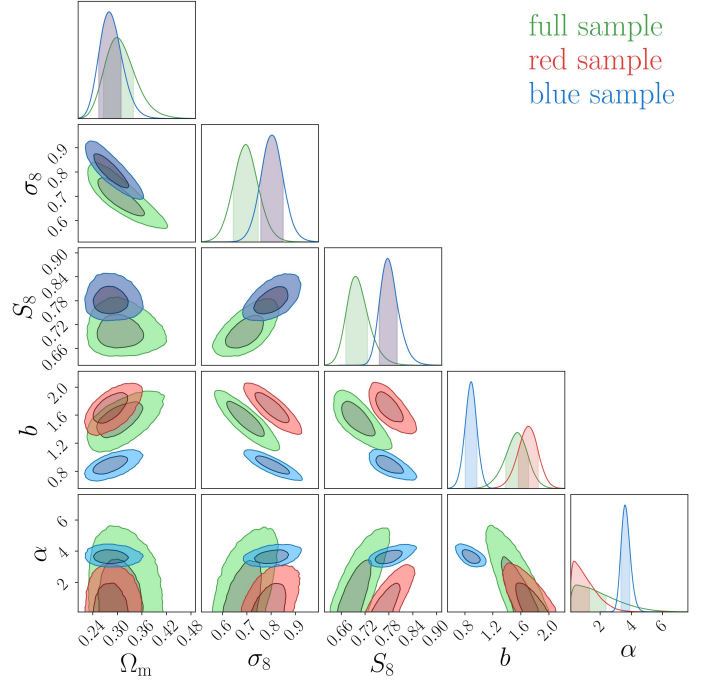 full sample
red sample
blue sample
σ₈
0.9
0.8
0.7
0.6
S₈
0.90
0.84
0.78
0.72
0.66
b
2.0
1.6
1.2
0.8
α
6
4
2
0.24 0.30 0.36 0.42 0.48 0.6 0.7 0.8 0.9 0.66 0.72 0.78 0.84 0.90 0.8 1.2 1.6 2.0 2 4 6
Ωₘ σ₈ S₈ b α